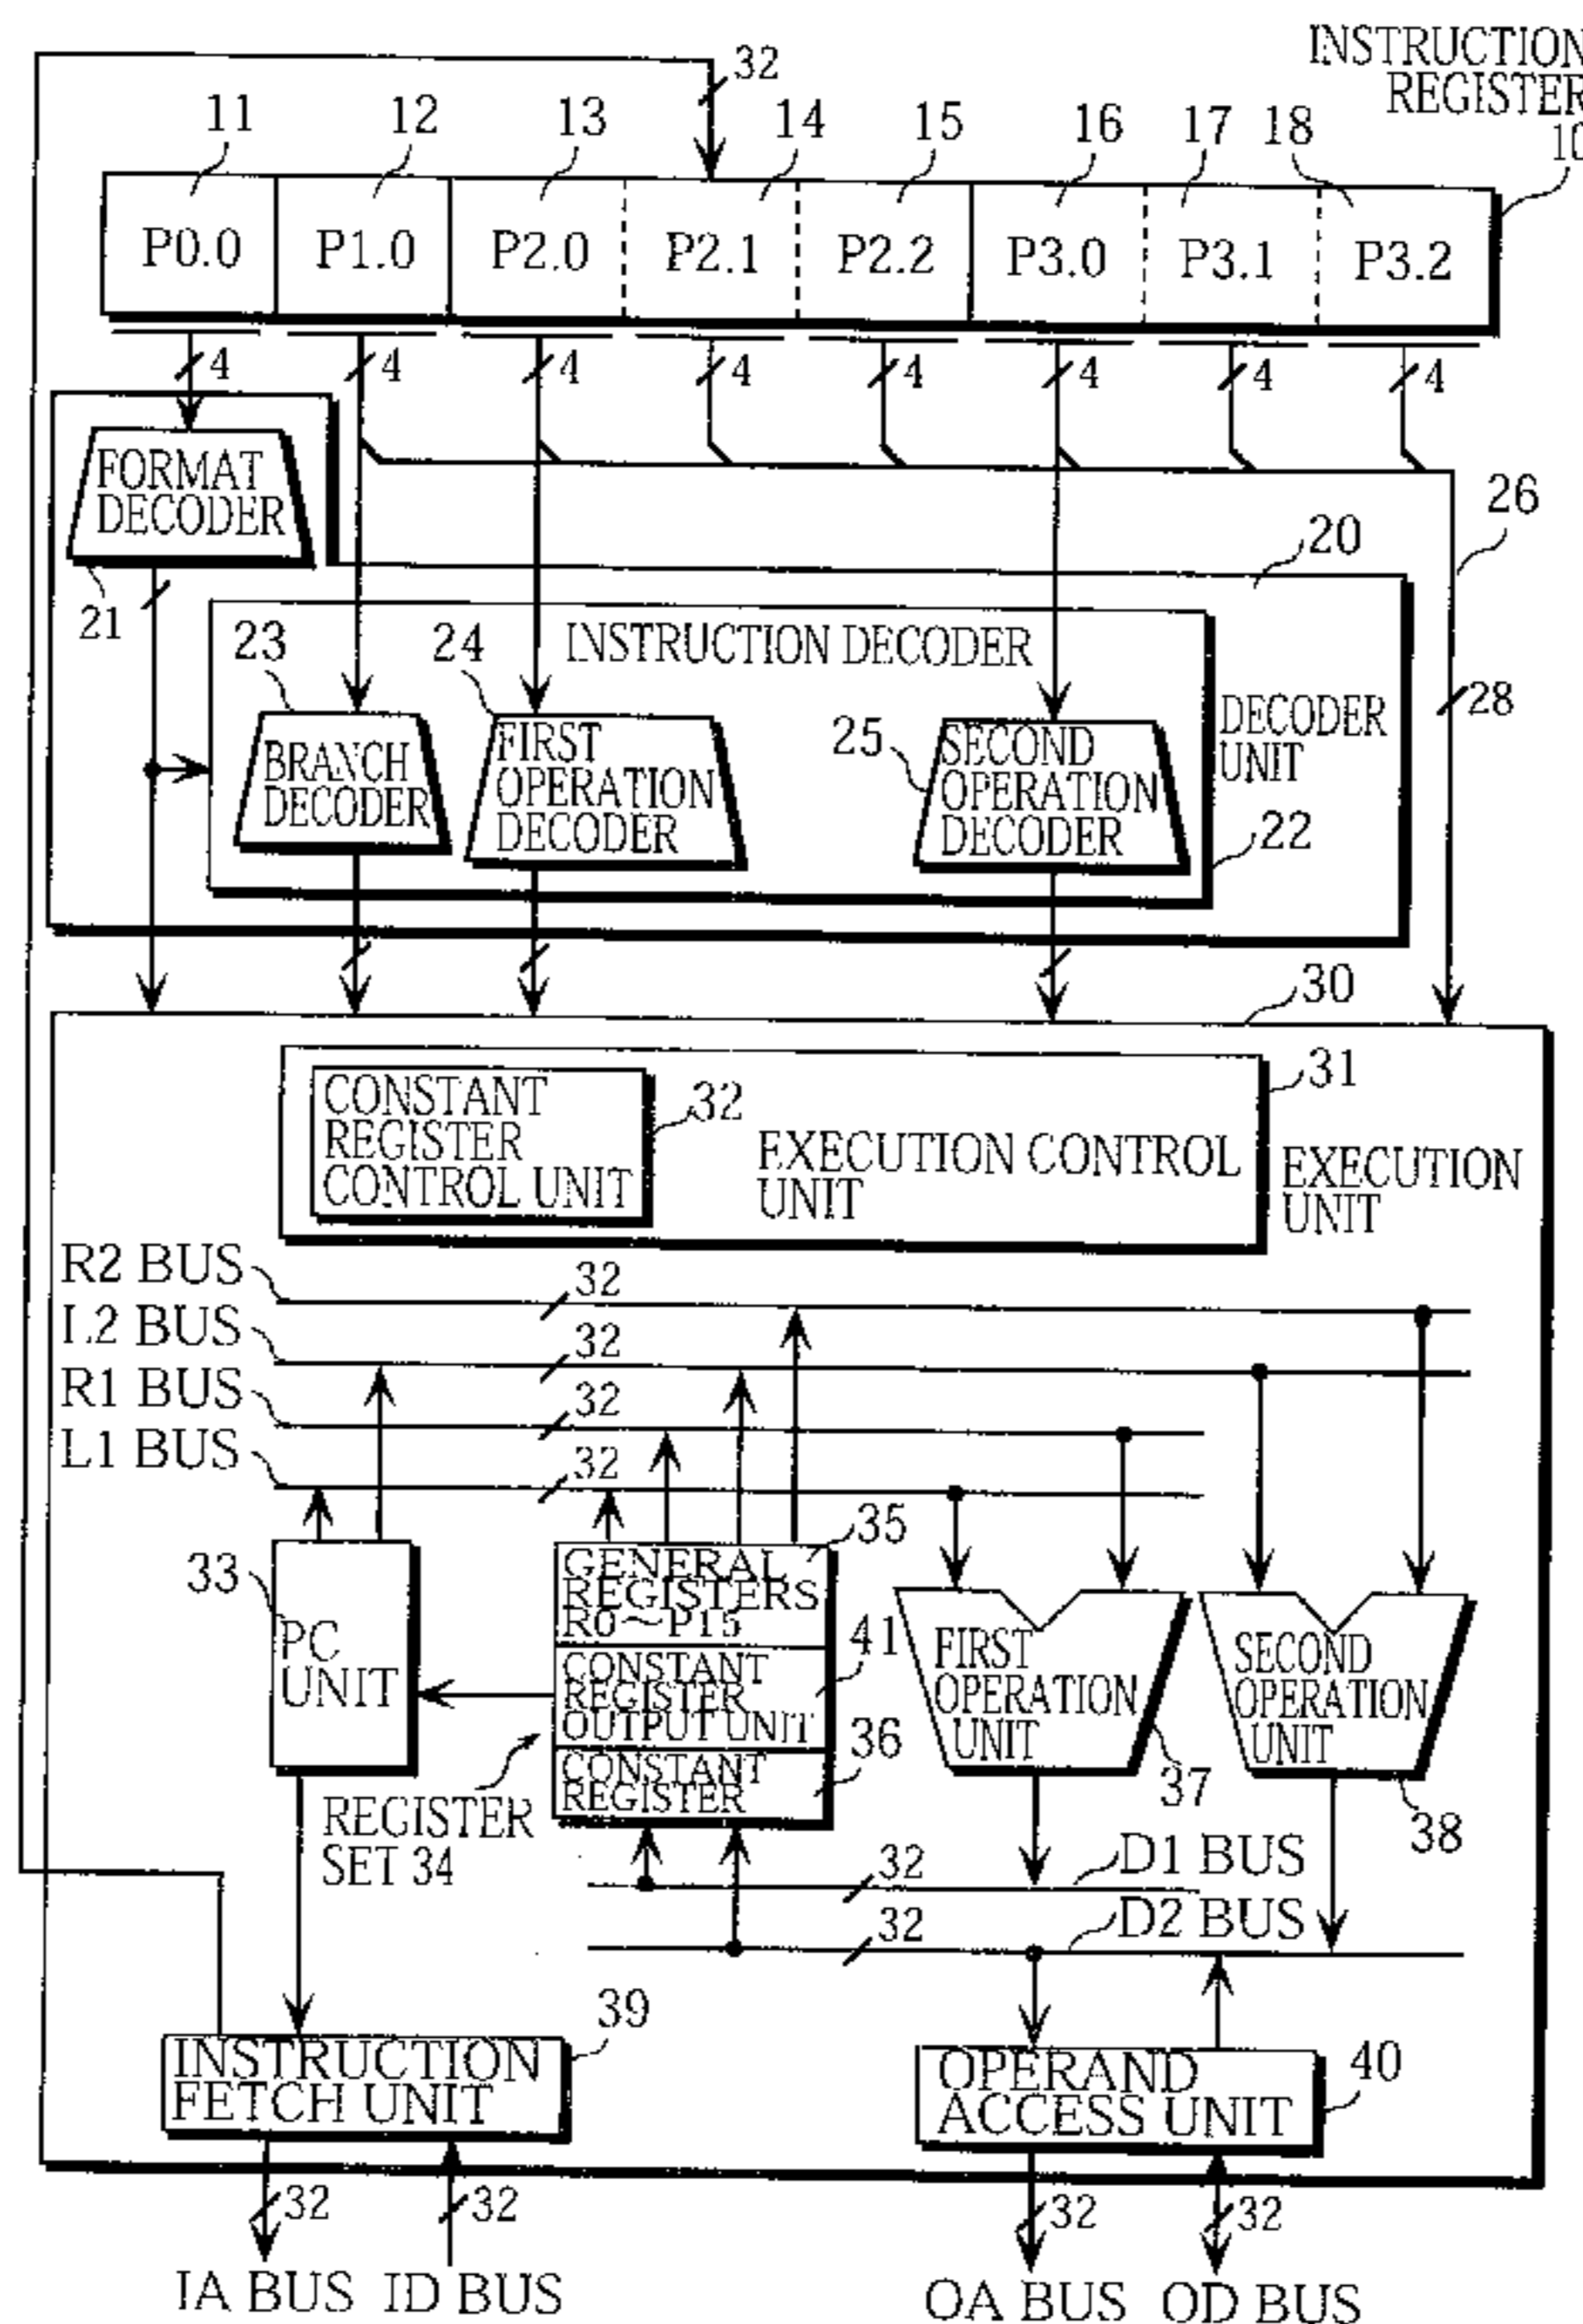 INSTRUCTION
REGISTER
10
32
11 12 13 14 15 16 17 18
P0.0 P1.0 P2.0 P2.1 P2.2 P3.0 P3.1 P3.2
4 4 4 4 4 4 4 4
FORMAT
DECODER
21
26
20
28
23 24 25
INSTRUCTION DECODER
DECODER
UNIT
22
BRANCH
DECODER
FIRST
OPERATION
DECODER
SECOND
OPERATION
DECODER
30
31
CONSTANT
REGISTER
CONTROL UNIT
32
EXECUTION CONTROL
UNIT
EXECUTION
UNIT
R2 BUS 32
L2 BUS 32
R1 BUS 32
L1 BUS 32
33
PC
UNIT
35
GENERAL
REGISTERS
R0～P15
41
CONSTANT
REGISTER
OUTPUT UNIT
36
CONSTANT
REGISTER
REGISTER
SET 34
FIRST
OPERATION
UNIT
37
SECOND
OPERATION
UNIT
38
32 D1 BUS
32 D2 BUS
39
INSTRUCTION
FETCH UNIT
40
OPERAND
ACCESS UNIT
32 32 32 32
IA BUS ID BUS OA BUS OD BUS